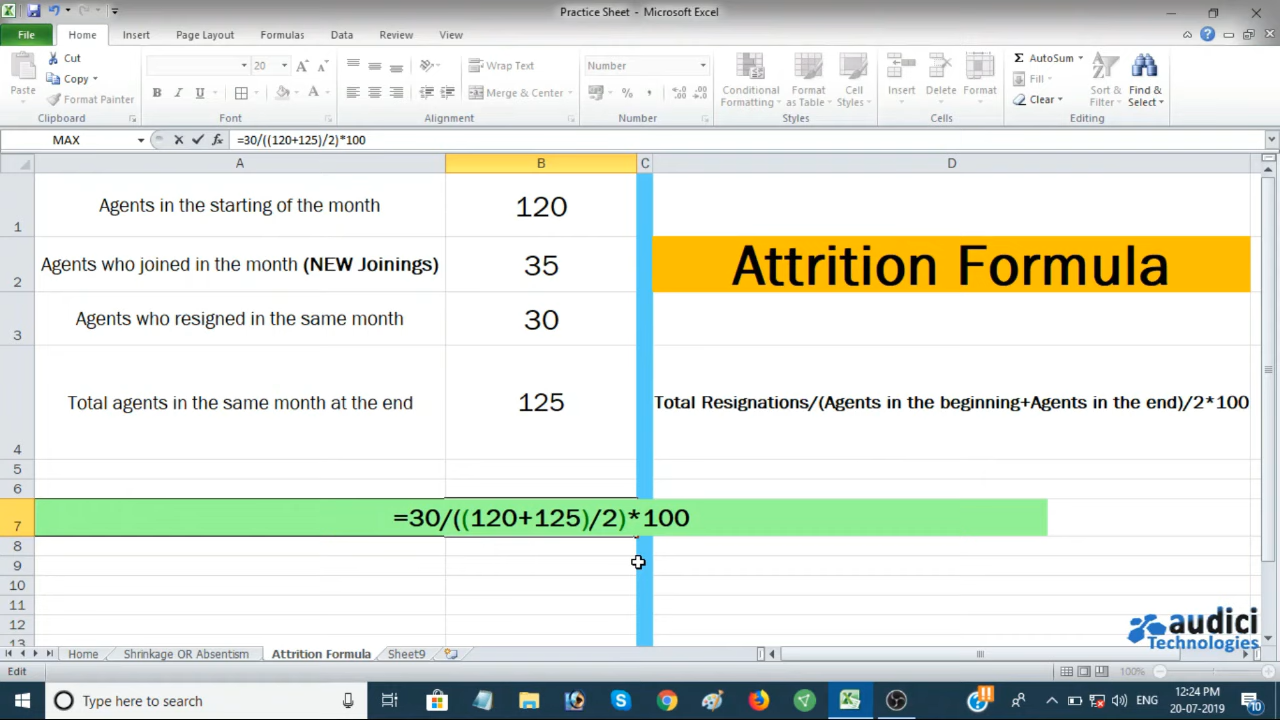 Practice Sheet - Microsoft Excel
File Home Insert Page Layout Formulas Data Review View
Cut
Copy
Format Painter
Paste
Clipboard
20
B I U
A
Font
Wrap Text
Merge & Center
Alignment
Number
%
Number
Conditional Formatting
Format as Table
Cell Styles
Styles
Insert
Delete
Format
Cells
Σ AutoSum
Fill
Clear
Sort & Filter
Find & Select
Editing
MAX
fx
=30/((120+125)/2)*100
A B C D
1 Agents in the starting of the month 120
2 Agents who joined in the month (NEW Joinings) 35 Attrition Formula
3 Agents who resigned in the same month 30
4 Total agents in the same month at the end 125 Total Resignations/(Agents in the beginning+Agents in the end)/2*100
5
6
7 =30/((120+125)/2)*100
8
9
10
11
12
13
audici
Technologies
Home Shrinkage OR Absentism Attrition Formula Sheet9
Edit
100%
Type here to search
ENG
12:24 PM
20-07-2019
10